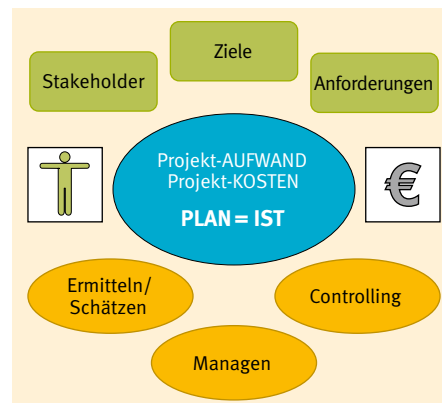 Ziele
Stakeholder
Anforderungen
Projekt-AUFWAND
Projekt-KOSTEN
PLAN = IST
€
Ermitteln/
Schätzen
Controlling
Managen